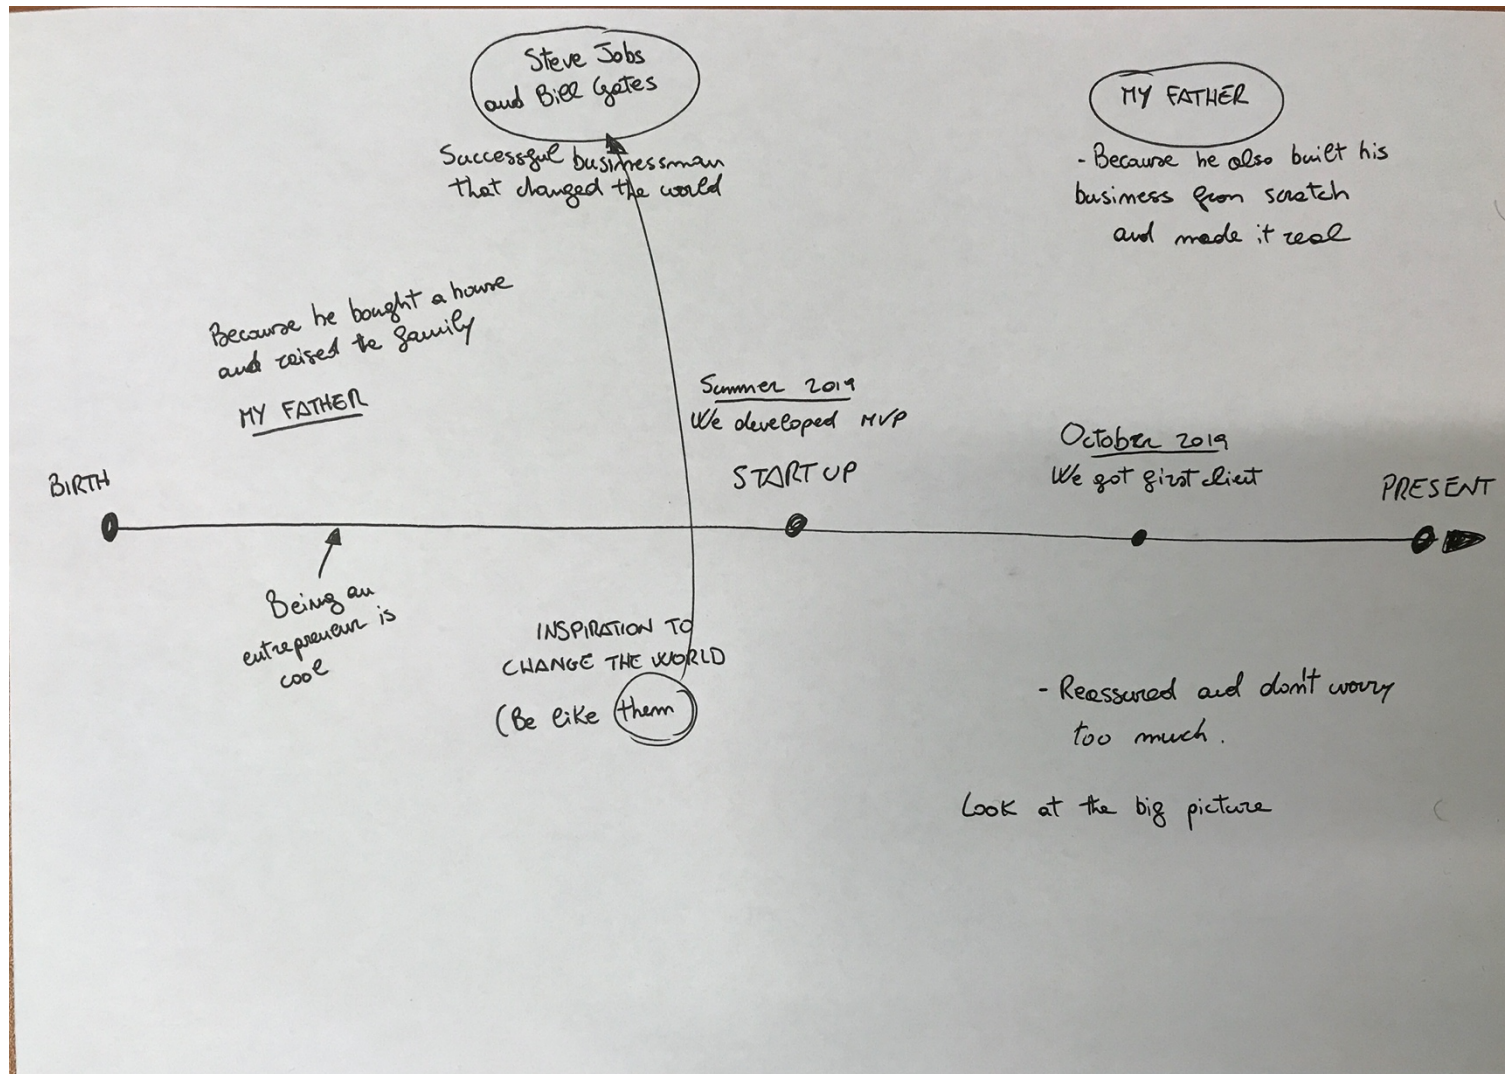 Steve Jobs
and Bill Gates
Successful businessman
that changed the world
MY FATHER
- Because he also built his
business from scratch
and made it real
Because he bought a house
and raised the family
MY FATHER
Summer 2019
We developed MVP
START UP
October 2019
We got first client
BIRTH
PRESENT
Being an
entrepreneur is
cool
INSPIRATION TO
CHANGE THE WORLD
(Be like them)
- Reassured and don't worry
too much.
Look at the big picture